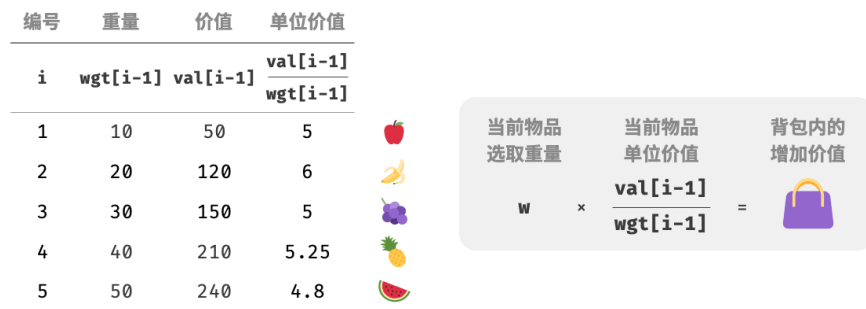 编号 重量 价值 单位价值
i wgt[i-1] val[i-1] val[i-1]
wgt[i-1]
1 10 50 5
2 20 120 6
3 30 150 5
4 40 210 5.25
5 50 240 4.8
当前物品 当前物品 背包内的
选取重量 单位价值 增加价值
w × val[i-1] =
wgt[i-1]